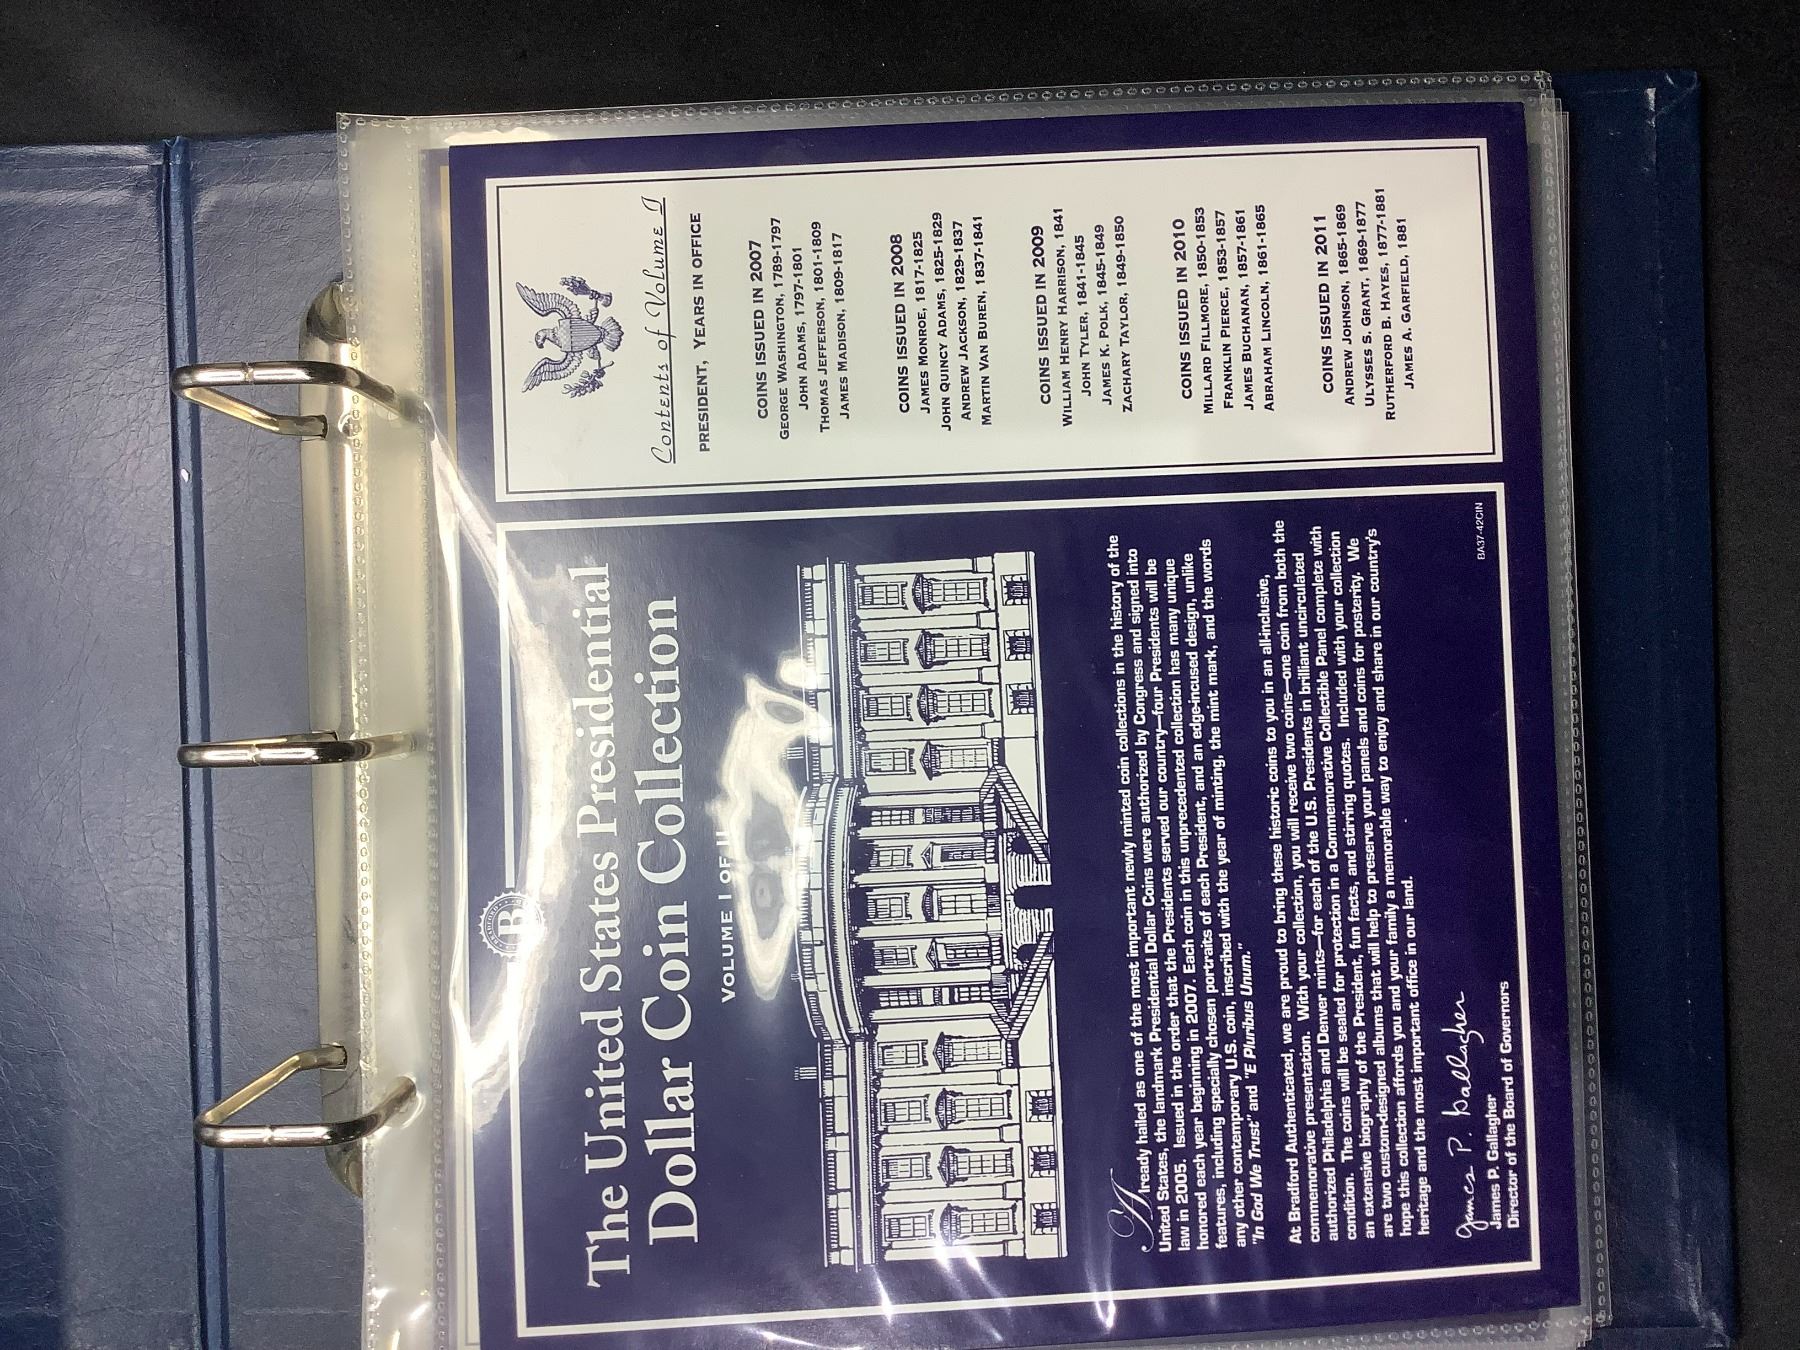 B
The United States Presidential
Dollar Coin Collection
VOLUME I OF II
Already hailed as one of the most important newly minted coin collections in the history of the
United States, the landmark Presidential Dollar Coins were authorized by Congress and signed into
law in 2005. Issued in the order that the Presidents served our country—four Presidents will be
honored each year beginning in 2007. Each coin in this unprecedented collection has many unique
features, including specially chosen portraits of each President, and an edge-incused design, unlike
any other contemporary U.S. coin, inscribed with the year of minting, the mint mark, and the words
"In God We Trust" and "E Pluribus Unum."
At Bradford Authenticated, we are proud to bring these historic coins to you in an all-inclusive,
commemorative presentation. With your collection, you will receive two coins—one coin from both the
authorized Philadelphia and Denver mints—for each of the U.S. Presidents in brilliant uncirculated
condition. The coins will be sealed for protection in a Commemorative Collectible Panel complete with
an extensive biography of the President, fun facts, and stirring quotes. Included with your collection
are two custom-designed albums that will help to preserve your panels and coins for posterity. We
hope this collection affords you and your family a memorable way to enjoy and share in our country's
heritage and the most important office in our land.
James P. Gallagher
James P. Gallagher
Director of the Board of Governors
BA37-42CIN
Contents of Volume I
PRESIDENT, YEARS IN OFFICE
COINS ISSUED IN 2007
GEORGE WASHINGTON, 1789-1797
JOHN ADAMS, 1797-1801
THOMAS JEFFERSON, 1801-1809
JAMES MADISON, 1809-1817
COINS ISSUED IN 2008
JAMES MONROE, 1817-1825
JOHN QUINCY ADAMS, 1825-1829
ANDREW JACKSON, 1829-1837
MARTIN VAN BUREN, 1837-1841
COINS ISSUED IN 2009
WILLIAM HENRY HARRISON, 1841
JOHN TYLER, 1841-1845
JAMES K. POLK, 1845-1849
ZACHARY TAYLOR, 1849-1850
COINS ISSUED IN 2010
MILLARD FILLMORE, 1850-1853
FRANKLIN PIERCE, 1853-1857
JAMES BUCHANAN, 1857-1861
ABRAHAM LINCOLN, 1861-1865
COINS ISSUED IN 2011
ANDREW JOHNSON, 1865-1869
ULYSSES S. GRANT, 1869-1877
RUTHERFORD B. HAYES, 1877-1881
JAMES A. GARFIELD, 1881